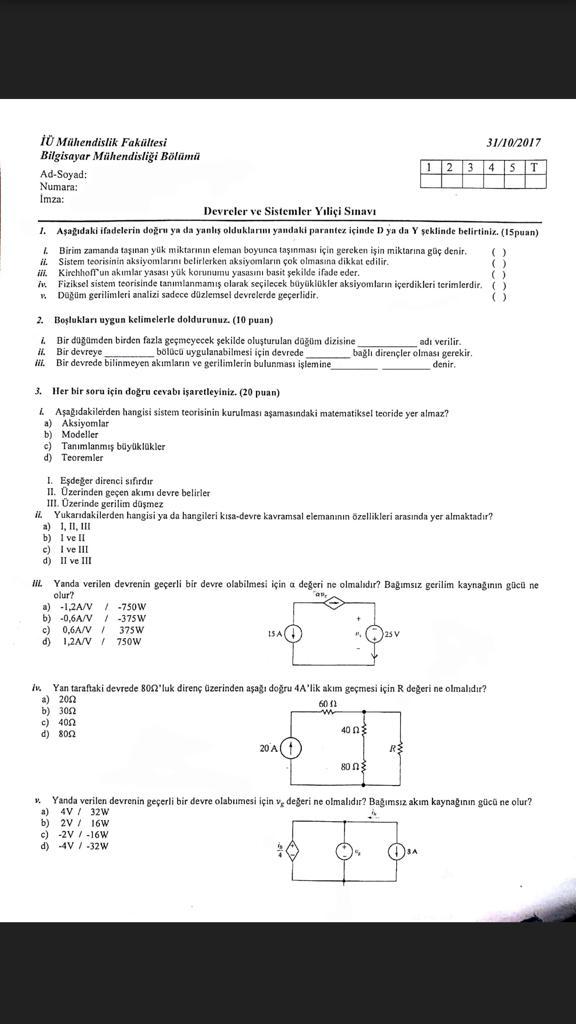 İÜ Mühendislik Fakültesi
31/10/2017
Bilgisayar Mühendisliği Bölümü
Ad-Soyad:
1 2 3 4 5 T
Numara:
İmza:
Devreler ve Sistemler Yıliçi Sınavı
1. Aşağıdaki ifadelerin doğru ya da yanlış olduklarını yandaki parantez içinde D ya da Y şeklinde belirtiniz. (15puan)
i. Birim zamanda taşınan yük miktarının eleman boyunca taşınması için gereken işin miktarına güç denir. ( )
ii. Sistem teorisinin aksiyomlarını belirlerken aksiyomların çok olmasına dikkat edilir. ( )
iii. Kirchhoff'un akımlar yasası yük korunumu yasasını basit şekilde ifade eder. ( )
iv. Fiziksel sistem teorisinde tanımlanmamış olarak seçilecek büyüklükler aksiyomların içerdikleri terimlerdir. ( )
v. Düğüm gerilimleri analizi sadece düzlemsel devrelerde geçerlidir. ( )
2. Boşlukları uygun kelimelerle doldurunuz. (10 puan)
i. Bir düğümden birden fazla geçmeyecek şekilde oluşturulan düğüm dizisine ____________ adı verilir.
ii. Bir devreye __________ bölücü uygulanabilmesi için devrede _________ bağlı dirençler olması gerekir.
iii. Bir devrede bilinmeyen akımların ve gerilimlerin bulunması işlemine__________ __________ denir.
3. Her bir soru için doğru cevabı işaretleyiniz. (20 puan)
i. Aşağıdakilerden hangisi sistem teorisinin kurulması aşamasındaki matematiksel teoride yer almaz?
a) Aksiyomlar
b) Modeller
c) Tanımlanmış büyüklükler
d) Teoremler
I. Eşdeğer direnci sıfırdır
II. Üzerinden geçen akımı devre belirler
III. Üzerinde gerilim düşmez
ii. Yukarıdakilerden hangisi ya da hangileri kısa-devre kavramsal elemanının özellikleri arasında yer almaktadır?
a) I, II, III
b) I ve II
c) I ve III
d) II ve III
iii. Yanda verilen devrenin geçerli bir devre olabilmesi için α değeri ne olmalıdır? Bağımsız gerilim kaynağının gücü ne
olur?
a) -1,2A/V / -750W
b) -0,6A/V / -375W
c) 0,6A/V / 375W
d) 1,2A/V / 750W
αvₓ
+
15 A
vₓ
-
+
25 V
-
iv. Yan taraftaki devrede 80Ω'luk direnç üzerinden aşağı doğru 4A'lik akım geçmesi için R değeri ne olmalıdır?
a) 20Ω
b) 30Ω
c) 40Ω
d) 80Ω
60 Ω
40 Ω
20 A
R
80 Ω
v. Yanda verilen devrenin geçerli bir devre olabilmesi için vg değeri ne olmalıdır? Bağımsız akım kaynağının gücü ne olur?
a) 4V / 32W
b) 2V / 16W
c) -2V / -16W
d) -4V / -32W
+
-
4
+
-
vg
8 A